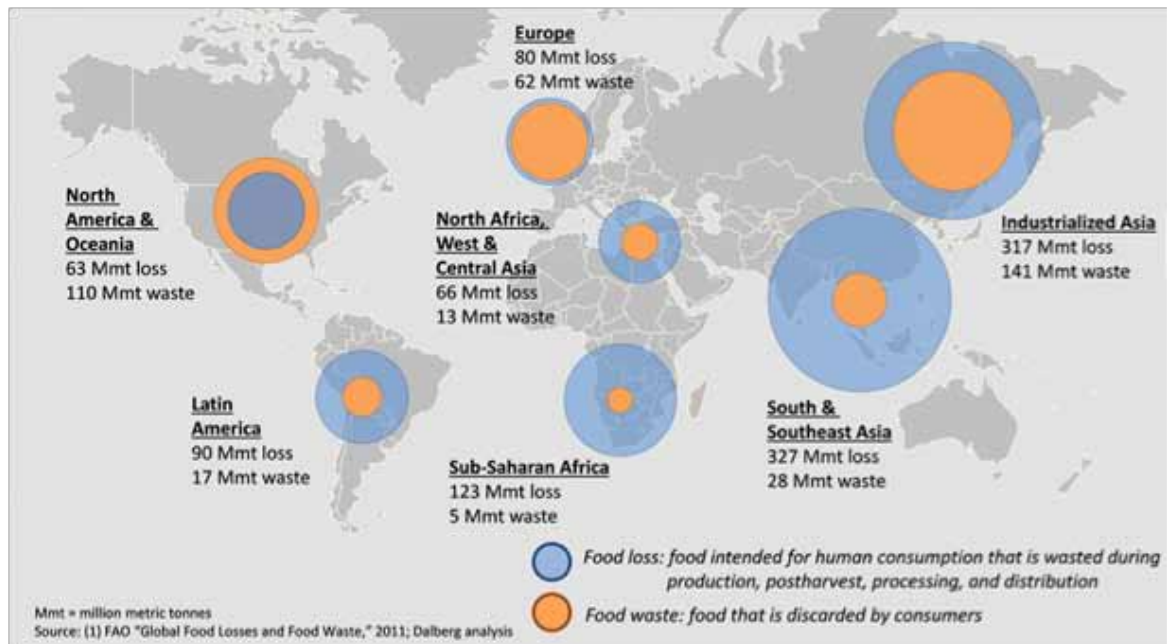 Europe
80 Mmt loss
62 Mmt waste
North
America &
Oceania
63 Mmt loss
110 Mmt waste
North Africa,
West &
Central Asia
66 Mmt loss
13 Mmt waste
Industrialized Asia
317 Mmt loss
141 Mmt waste
Latin
America
90 Mmt loss
17 Mmt waste
Sub-Saharan Africa
123 Mmt loss
5 Mmt waste
South &
Southeast Asia
327 Mmt loss
28 Mmt waste
Food loss: food intended for human consumption that is wasted during
production, postharvest, processing, and distribution
Food waste: food that is discarded by consumers
Mmt = million metric tonnes
Source: (1) FAO "Global Food Losses and Food Waste," 2011; Dalberg analysis